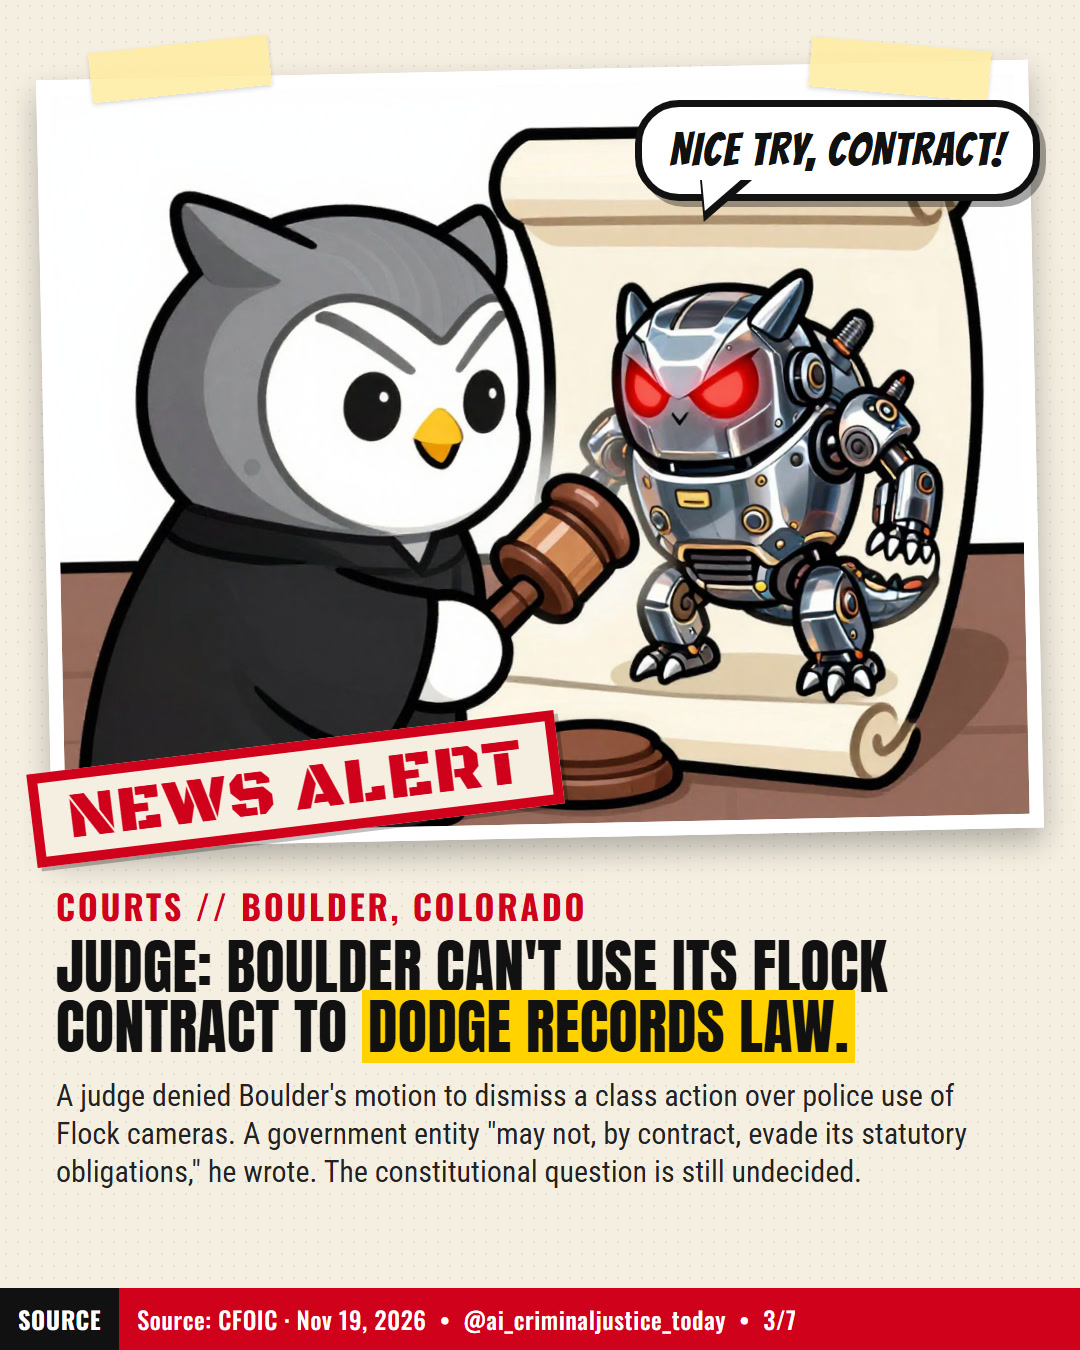 NICE TRY, CONTRACT!
NEWS ALERT
COURTS // BOULDER, COLORADO
JUDGE: BOULDER CAN'T USE ITS FLOCK
CONTRACT TO DODGE RECORDS LAW.
A judge denied Boulder's motion to dismiss a class action over police use of
Flock cameras. A government entity "may not, by contract, evade its statutory
obligations," he wrote. The constitutional question is still undecided.
SOURCE Source: CFOIC · Nov 19, 2026 • @ai_criminaljustice_today • 3/7